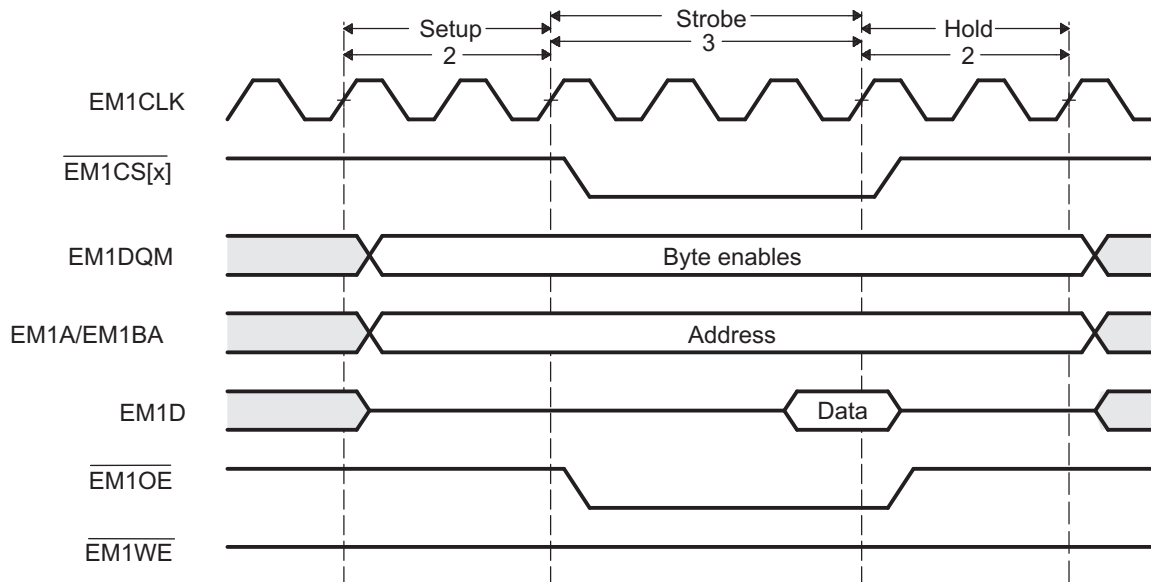 Setup
Strobe
Hold
2
3
2
EM1CLK
EM1CS[x]
EM1DQM
Byte enables
EM1A/EM1BA
Address
EM1D
Data
EM1OE
EM1WE